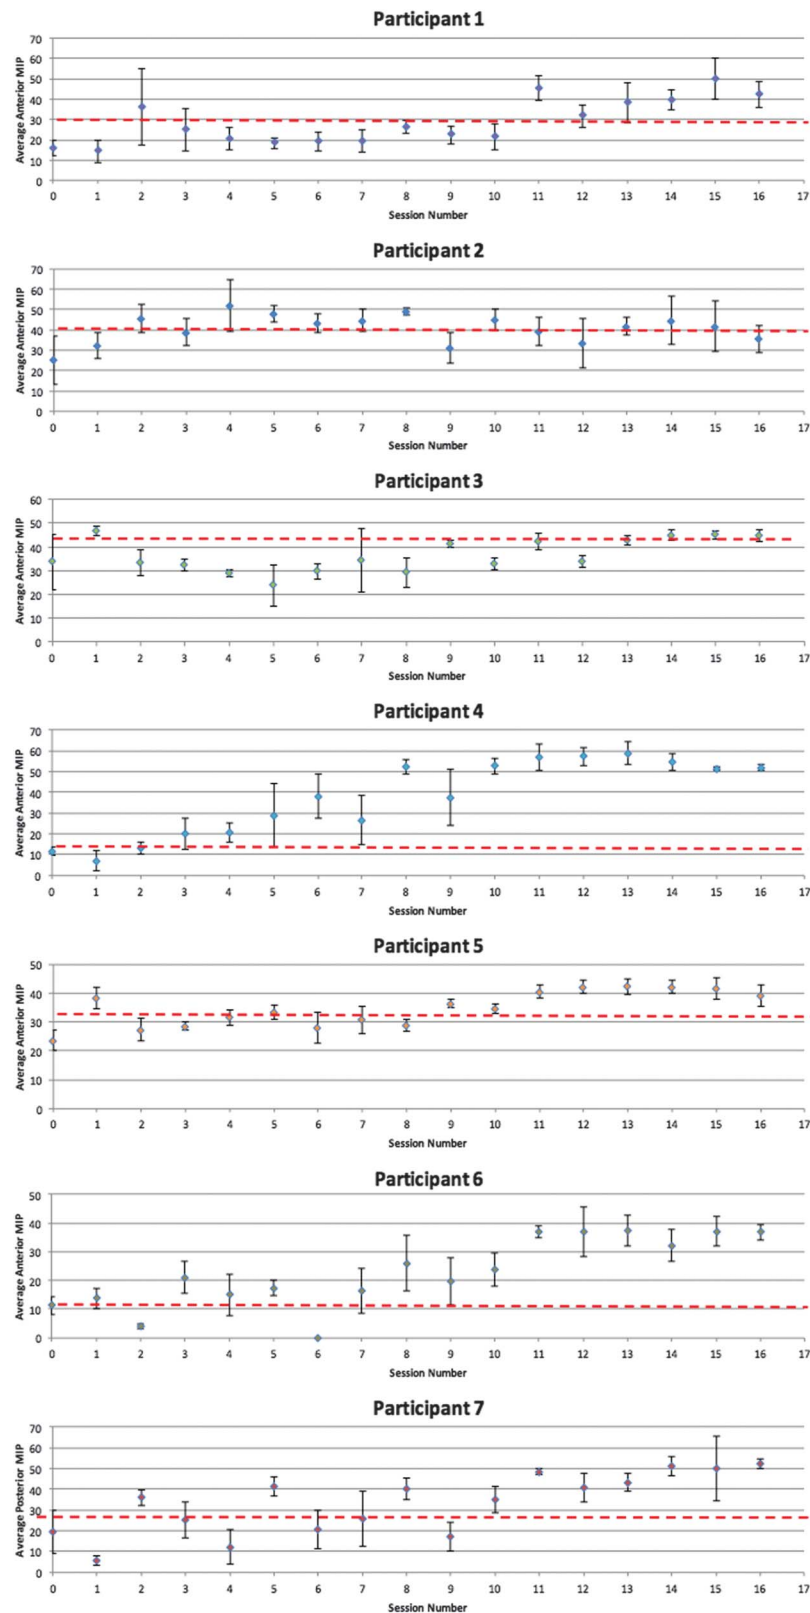 Participant 1
Average Anterior MIP
70
60
50
40
30
20
10
0
0 1 2 3 4 5 6 7 8 9 10 11 12 13 14 15 16 17
Session Number
Participant 2
Average Anterior MIP
70
60
50
40
30
20
10
0
0 1 2 3 4 5 6 7 8 9 10 11 12 13 14 15 16 17
Session Number
Participant 3
Average Anterior MIP
60
50
40
30
20
10
0
0 1 2 3 4 5 6 7 8 9 10 11 12 13 14 15 16 17
Session Number
Participant 4
Average Anterior MIP
70
60
50
40
30
20
10
0
0 1 2 3 4 5 6 7 8 9 10 11 12 13 14 15 16 17
Session Number
Participant 5
Average Anterior MIP
50
40
30
20
10
0
0 1 2 3 4 5 6 7 8 9 10 11 12 13 14 15 16 17
Session Number
Participant 6
Average Anterior MIP
50
40
30
20
10
0
0 1 2 3 4 5 6 7 8 9 10 11 12 13 14 15 16 17
Session Number
Participant 7
Average Posterior MIP
70
60
50
40
30
20
10
0
0 1 2 3 4 5 6 7 8 9 10 11 12 13 14 15 16 17
Session Number